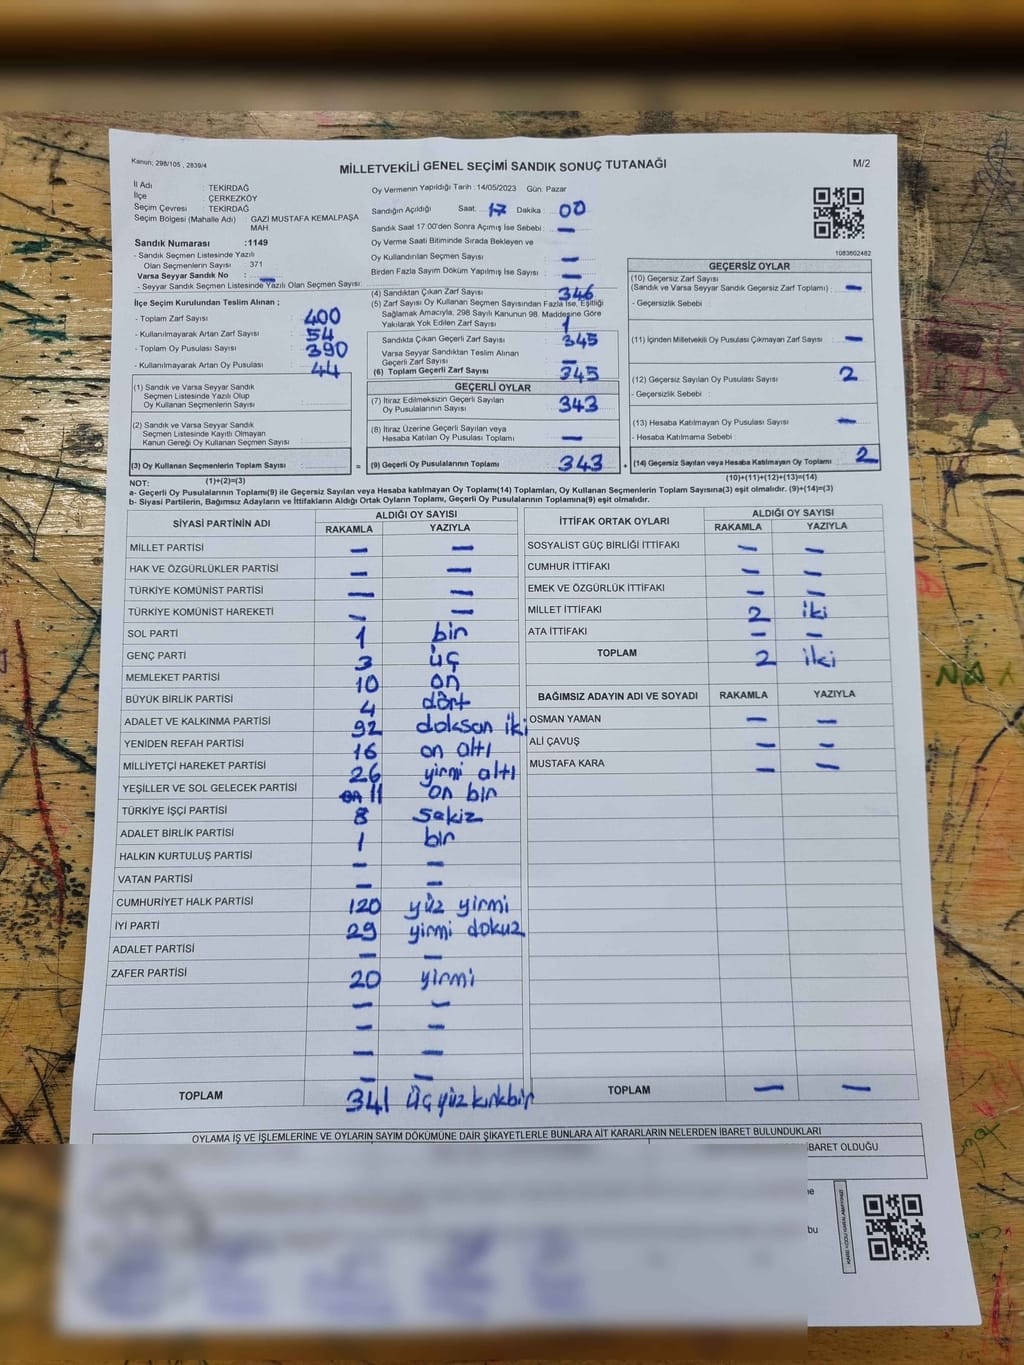 Kanun; 298/105 , 2839/4
MİLLETVEKİLİ GENEL SEÇİMİ SANDIK SONUÇ TUTANAĞI
M/2
İl Adı : TEKİRDAĞ
İlçe : ÇERKEZKÖY
Seçim Çevresi : TEKİRDAĞ
Seçim Bölgesi (Mahalle Adı) : GAZİ MUSTAFA KEMALPAŞA MAH.
Sandık Numarası :1149
- Sandık Seçmen Listesinde Yazılı
Olan Seçmenlerin Sayısı : 371
Varsa Seyyar Sandık No : —
- Seyyar Sandık Seçmen Listesinde Yazılı Olan Seçmen Sayısı:
İlçe Seçim Kurulundan Teslim Alınan ;
- Toplam Zarf Sayısı : 400
- Kullanılmayarak Artan Zarf Sayısı : 54
- Toplam Oy Pusulası Sayısı : 390
- Kullanılmayarak Artan Oy Pusulası : 44
(1) Sandık ve Varsa Seyyar Sandık
Seçmen Listesinde Yazılı Olup
Oy Kullanan Seçmenlerin Sayısı :
(2) Sandık ve Varsa Seyyar Sandık
Seçmen Listesinde Kayıtlı Olmayan
Kanun Gereği Oy Kullanan Seçmen Sayısı :
(3) Oy Kullanan Seçmenlerin Toplam Sayısı :
(1)+(2)=(3)
Oy Vermenin Yapıldığı Tarih : 14/05/2023 Gün: Pazar
Sandığın Açıldığı Saat: 17 Dakika : 00
Sandık Saat 17.00'den Sonra Açımış İse Sebebi : —
Oy Verme Saati Bitiminde Sırada Bekleyen ve
Oy Kullandırılan Seçmen Sayısı : —
Birden Fazla Sayım Döküm Yapılmış İse Sayısı : —
(4) Sandıktan Çıkan Zarf Sayısı : 346
(5) Zarf Sayısı Oy Kullanan Seçmen Sayısından Fazla İse, Eşitliği
Sağlamak Amacıyla, 298 Sayılı Kanunun 98. Maddesine Göre
Yakılarak Yok Edilen Zarf Sayısı : 1
Sandıkta Çıkan Geçerli Zarf Sayısı : 345
Varsa Seyyar Sandıktan Teslim Alınan
Geçerli Zarf Sayısı : —
(6) Toplam Geçerli Zarf Sayısı : 345
GEÇERLİ OYLAR
(7) İtiraz Edilmeksizin Geçerli Sayılan
Oy Pusulalarının Sayısı : 343
(8) İtiraz Üzerine Geçerli Sayılan veya
Hesaba Katılan Oy Pusulası Toplamı : —
= (9) Geçerli Oy Pusulalarının Toplamı : 343
1083602482
GEÇERSİZ OYLAR
(10) Geçersiz Zarf Sayısı
(Sandık ve Varsa Seyyar Sandık Geçersiz Zarf Toplamı) : —
- Geçersizlik Sebebi :
(11) İçinden Milletvekili Oy Pusulası Çıkmayan Zarf Sayısı : —
(12) Geçersiz Sayılan Oy Pusulası Sayısı : 2
- Geçersizlik Sebebi :
(13) Hesaba Katılmayan Oy Pusulası Sayısı : —
- Hesaba Katılmama Sebebi :
+ (14) Geçersiz Sayılan veya Hesaba Katılmayan Oy Toplamı : 2
(10)+(11)+(12)+(13)=(14)
NOT:
a- Geçerli Oy Pusulalarının Toplamı(9) ile Geçersiz Sayılan veya Hesaba katılmayan Oy Toplamı(14) Toplamları, Oy Kullanan Seçmenlerin Toplam Sayısına(3) eşit olmalıdır. (9)+(14)=(3)
b- Siyasi Partilerin, Bağımsız Adayların ve İttifakların Aldığı Ortak Oyların Toplamı, Geçerli Oy Pusulalarının Toplamına(9) eşit olmalıdır.
SİYASİ PARTİNİN ADI ALDIĞI OY SAYISI
RAKAMLA YAZIYLA
MİLLET PARTİSİ — —
HAK VE ÖZGÜRLÜKLER PARTİSİ — —
TÜRKİYE KOMÜNİST PARTİSİ — —
TÜRKİYE KOMÜNİST HAREKETİ — —
SOL PARTİ 1 bir
GENÇ PARTİ 3 üç
MEMLEKET PARTİSİ 10 on
BÜYÜK BİRLİK PARTİSİ 4 dört
ADALET VE KALKINMA PARTİSİ 92 doksan iki
YENİDEN REFAH PARTİSİ 16 on altı
MİLLİYETÇİ HAREKET PARTİSİ 26 yirmi altı
YEŞİLLER VE SOL GELECEK PARTİSİ 11 on bir
TÜRKİYE İŞÇİ PARTİSİ 8 sekiz
ADALET BİRLİK PARTİSİ 1 bir
HALKIN KURTULUŞ PARTİSİ — —
VATAN PARTİSİ — —
CUMHURİYET HALK PARTİSİ 120 yüz yirmi
İYİ PARTİ 29 yirmi dokuz
ADALET PARTİSİ — —
ZAFER PARTİSİ 20 yirmi
— —
— —
— —
— —
TOPLAM 341 üç yüz kırkbir
İTTİFAK ORTAK OYLARI ALDIĞI OY SAYISI
RAKAMLA YAZIYLA
SOSYALİST GÜÇ BİRLİĞİ İTTİFAKI — —
CUMHUR İTTİFAKI — —
EMEK VE ÖZGÜRLÜK İTTİFAKI — —
MİLLET İTTİFAKI 2 iki
ATA İTTİFAKI — —
TOPLAM 2 iki
BAĞIMSIZ ADAYIN ADI VE SOYADI RAKAMLA YAZIYLA
OSMAN YAMAN — —
ALİ ÇAVUŞ — —
MUSTAFA KARA — —
TOPLAM — —
OYLAMA İŞ VE İŞLEMLERİNE VE OYLARIN SAYIM DÖKÜMÜNE DAİR ŞİKAYETLERLE BUNLARA AİT KARARLARIN NELERDEN İBARET BULUNDUKLARI
İBARET OLDUĞU
bu